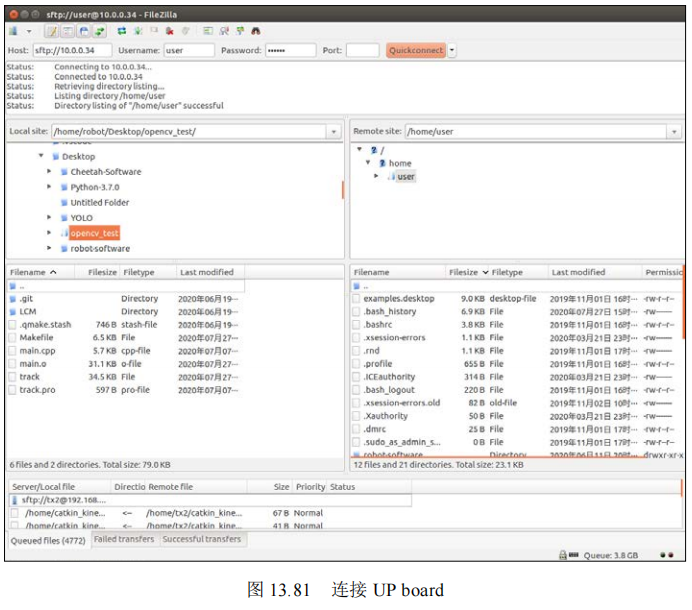 sftp://user@10.0.0.34 - FileZilla
Host: sftp://10.0.0.34 Username: user Password: •••••• Port: Quickconnect
Status: Connecting to 10.0.0.34...
Status: Connected to 10.0.0.34
Status: Retrieving directory listing...
Status: Listing directory /home/user
Status: Directory listing of "/home/user" successful
Local site: /home/robot/Desktop/opencv_test/
Desktop
Cheetah-Software
Python-3.7.0
Untitled Folder
YOLO
opencv_test
robot-software
Remote site: /home/user
/
home
user
Filename Filesize Filetype Last modified
..
.git Directory 2020年06月19···
LCM Directory 2020年06月19···
.qmake.stash 746 B stash-file 2020年06月19···
Makefile 6.5 KB File 2020年07月27···
main.cpp 5.7 KB cpp-file 2020年07月07···
main.o 31.1 KB o-file 2020年07月07···
track 34.5 KB File 2020年07月07···
track.pro 597 B pro-file 2020年07月07···
6 files and 2 directories. Total size: 79.0 KB
Filename Filesize Filetype Last modified Permissio
..
examples.desktop 9.0 KB desktop-file 2019年11月01日 16时··· -rw-r--r--
.bash_history 6.9 KB File 2020年07月27日 15时··· -rw-------
.bashrc 3.8 KB File 2019年11月01日 16时··· -rw-r--r--
.xsession-errors 1.1 KB File 2020年03月21日 23时··· -rw-------
.rnd 1.1 KB File 2019年11月01日 17时··· -rw-------
.profile 655 B File 2019年11月01日 16时··· -rw-r--r--
.ICEauthority 314 B File 2020年03月21日 23时··· -rw-------
.bash_logout 220 B File 2019年11月01日 16时··· -rw-r--r--
.xsession-errors.old 82 B old-file 2019年11月02日 10时··· -rw-------
.Xauthority 50 B File 2020年03月21日 23时··· -rw-------
.dmrc 25 B File 2019年11月01日 17时··· -rw-r--r--
.sudo_as_admin_s... 0 B File 2019年11月01日 17时··· -rw-r--r--
robot-software Directory 2020年06月11日 20时··· drwxr-xr-x
12 files and 21 directories. Total size: 23.1 KB
Server/Local file Directio Remote file Size Priority Status
sftp://tx2@192.168....
/home/catkin_kine... <-- /home/tx2/catkin_kine... 67 B Normal
/home/catkin_kine... <-- /home/tx2/catkin_kine... 41 B Normal
Queued files (4772) Failed transfers Successful transfers
Queue: 3.8 GB
图 13.81 连接 UP board